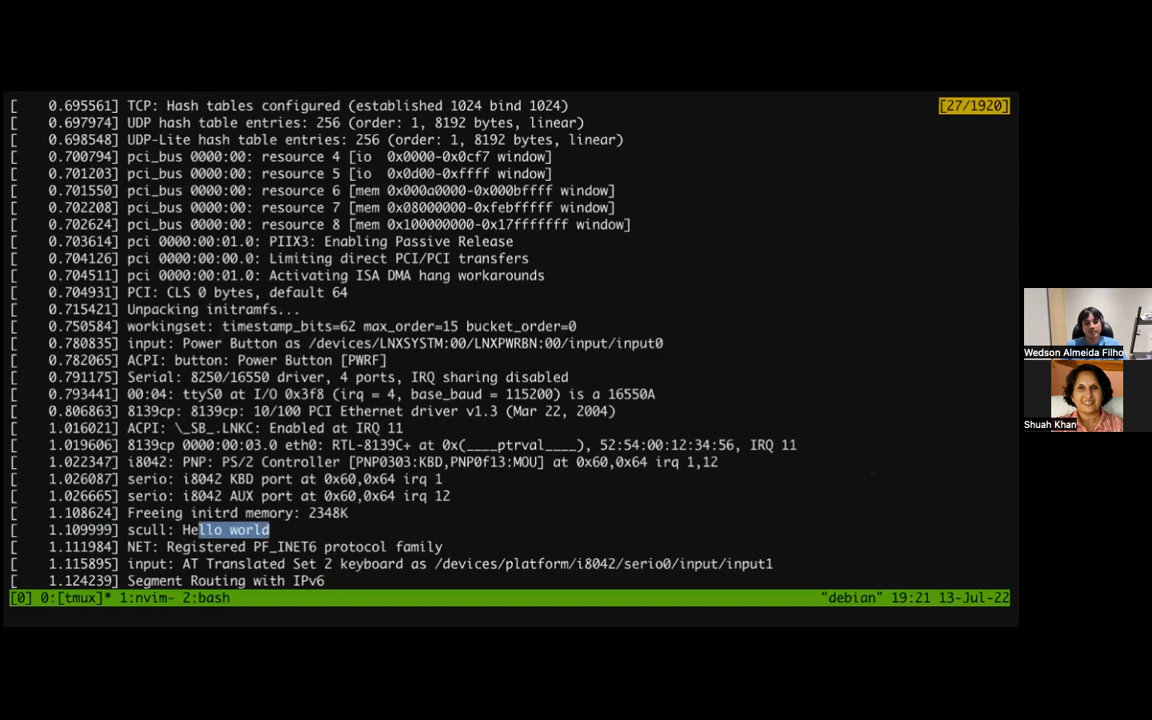 [    0.695561] TCP: Hash tables configured (established 1024 bind 1024)
[27/1920]
[    0.697974] UDP hash table entries: 256 (order: 1, 8192 bytes, linear)
[    0.698548] UDP-Lite hash table entries: 256 (order: 1, 8192 bytes, linear)
[    0.700794] pci_bus 0000:00: resource 4 [io  0x0000-0x0cf7 window]
[    0.701203] pci_bus 0000:00: resource 5 [io  0x0d00-0xffff window]
[    0.701550] pci_bus 0000:00: resource 6 [mem 0x000a0000-0x000bffff window]
[    0.702208] pci_bus 0000:00: resource 7 [mem 0x08000000-0xfebfffff window]
[    0.702624] pci_bus 0000:00: resource 8 [mem 0x100000000-0x17fffffff window]
[    0.703614] pci 0000:00:01.0: PIIX3: Enabling Passive Release
[    0.704126] pci 0000:00:00.0: Limiting direct PCI/PCI transfers
[    0.704511] pci 0000:00:01.0: Activating ISA DMA hang workarounds
[    0.704931] PCI: CLS 0 bytes, default 64
[    0.715421] Unpacking initramfs...
[    0.750584] workingset: timestamp_bits=62 max_order=15 bucket_order=0
[    0.780835] input: Power Button as /devices/LNXSYSTM:00/LNXPWRBN:00/input/input0
[    0.782065] ACPI: button: Power Button [PWRF]
[    0.791175] Serial: 8250/16550 driver, 4 ports, IRQ sharing disabled
[    0.793441] 00:04: ttyS0 at I/O 0x3f8 (irq = 4, base_baud = 115200) is a 16550A
[    0.806863] 8139cp: 8139cp: 10/100 PCI Ethernet driver v1.3 (Mar 22, 2004)
[    1.016021] ACPI: \_SB_.LNKC: Enabled at IRQ 11
[    1.019606] 8139cp 0000:00:03.0 eth0: RTL-8139C+ at 0x(____ptrval____), 52:54:00:12:34:56, IRQ 11
[    1.022347] i8042: PNP: PS/2 Controller [PNP0303:KBD,PNP0f13:MOU] at 0x60,0x64 irq 1,12
[    1.026087] serio: i8042 KBD port at 0x60,0x64 irq 1
[    1.026665] serio: i8042 AUX port at 0x60,0x64 irq 12
[    1.108624] Freeing initrd memory: 2348K
[    1.109999] scull: Hello world
[    1.111984] NET: Registered PF_INET6 protocol family
[    1.115895] input: AT Translated Set 2 keyboard as /devices/platform/i8042/serio0/input/input1
[    1.124239] Segment Routing with IPv6
[0] 0:[tmux]* 1:nvim- 2:bash
"debian" 19:21 13-Jul-22
Wedson Almeida Filho
Shuah Khan